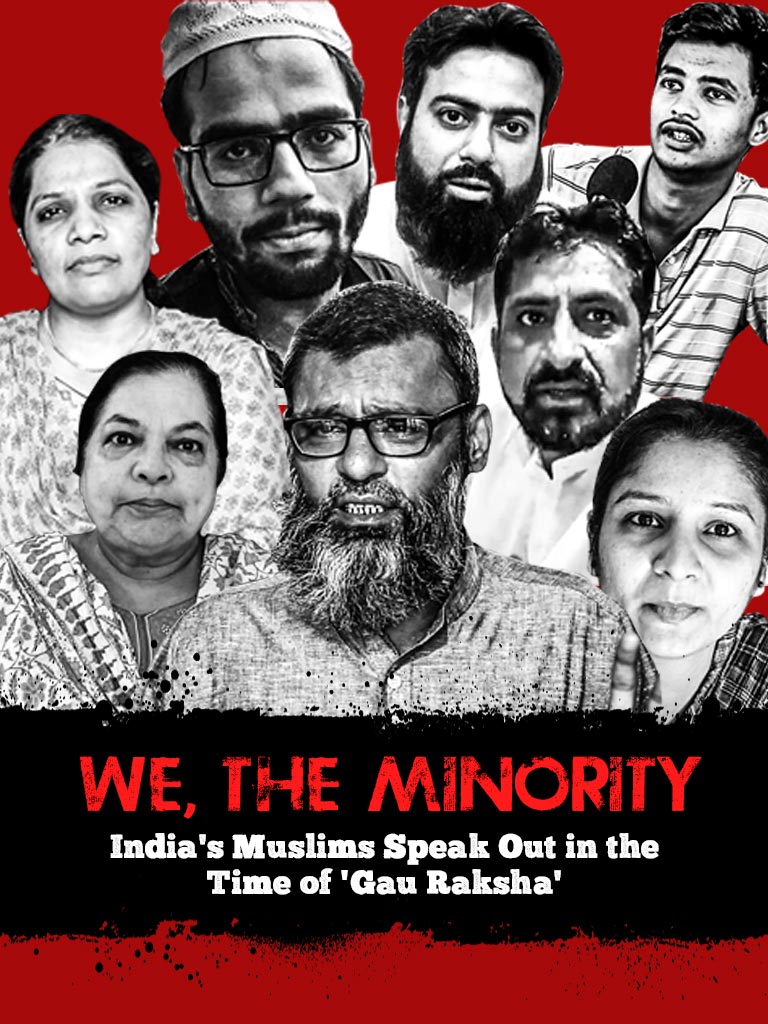 WE, THE MINORITY
India's Muslims Speak Out in the
Time of 'Gau Raksha'